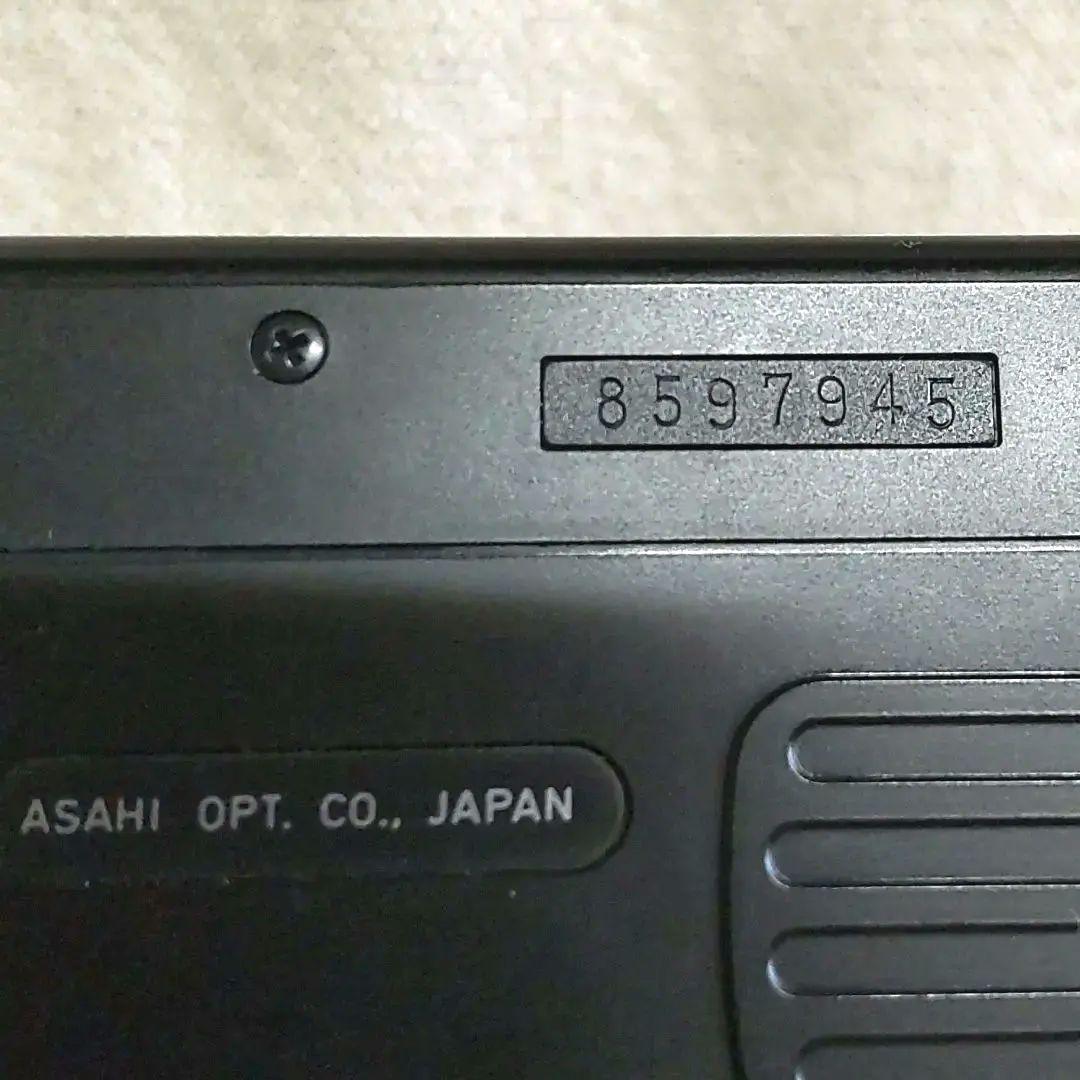 8597945
ASAHI OPT. CO., JAPAN